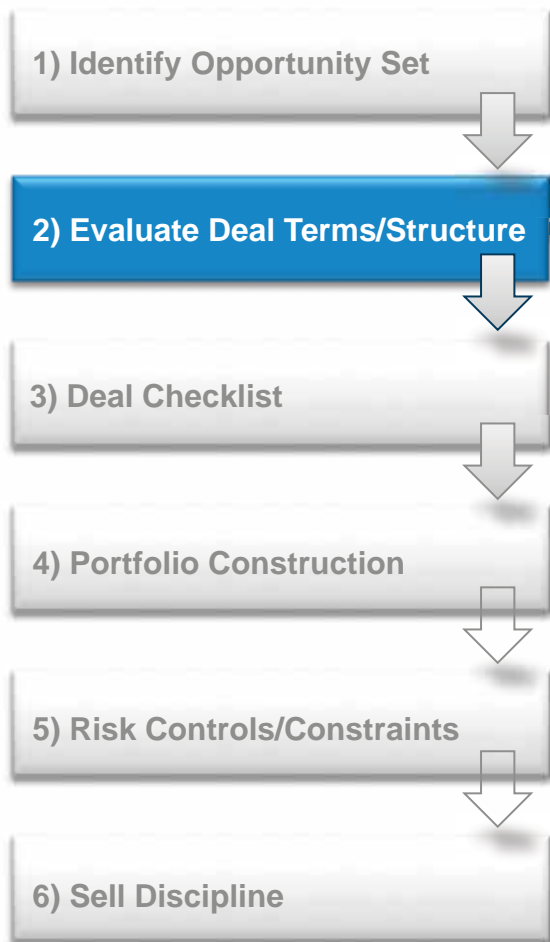 1) Identify Opportunity Set
2) Evaluate Deal Terms/Structure
3) Deal Checklist
4) Portfolio Construction
5) Risk Controls/Constraints
6) Sell Discipline